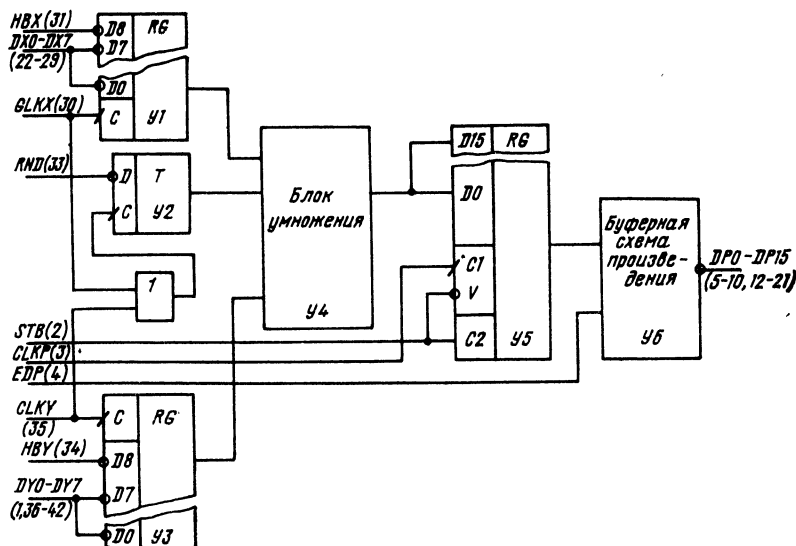 НВХ(31)
DX0-DX7
(22-29)
GLKX(30)
RND(33)
STB(2)
CLKP(3)
EDP(4)
CLKY
(35)
НВY(34)
DY0-DY7
(1,36-42)
D8
RG
D7
D0
C
У1
D
T
C
У2
1
C
RG
D8
D7
D0
У3
Блок
умножения
У4
D15
RG
D0
C1
V
C2
У5
Буферная
схема
произве-
дения
У6
DP0-DP15
(5-10,12-21)